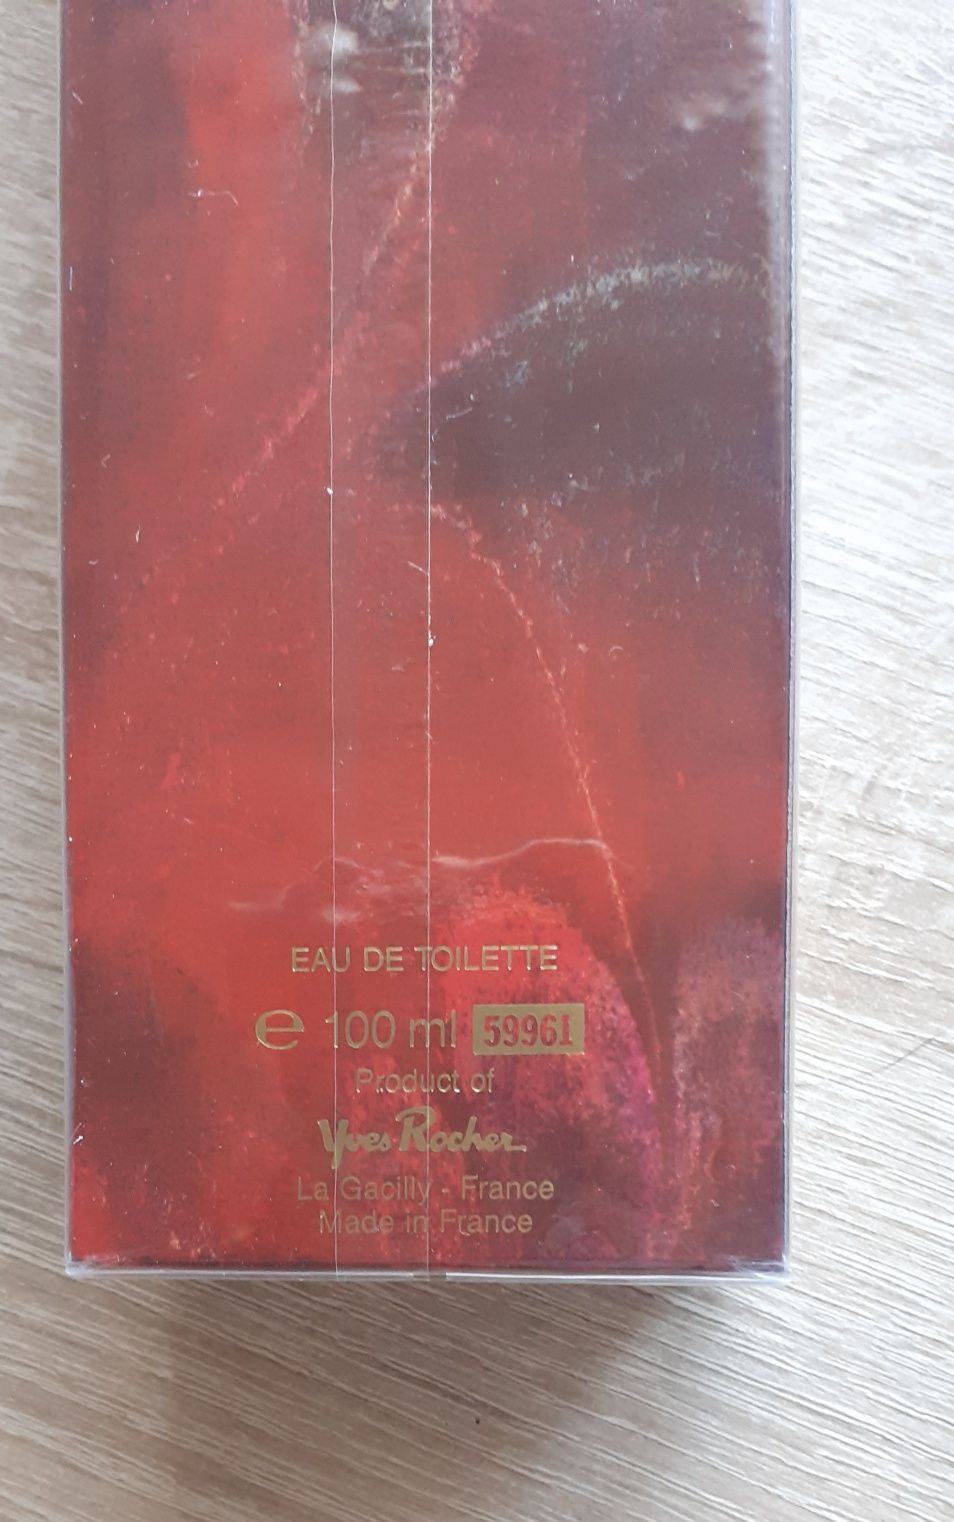 EAU DE TOILETTE
℮ 100 ml 59961
Product of
Yves Rocher
La Gacilly - France
Made in France